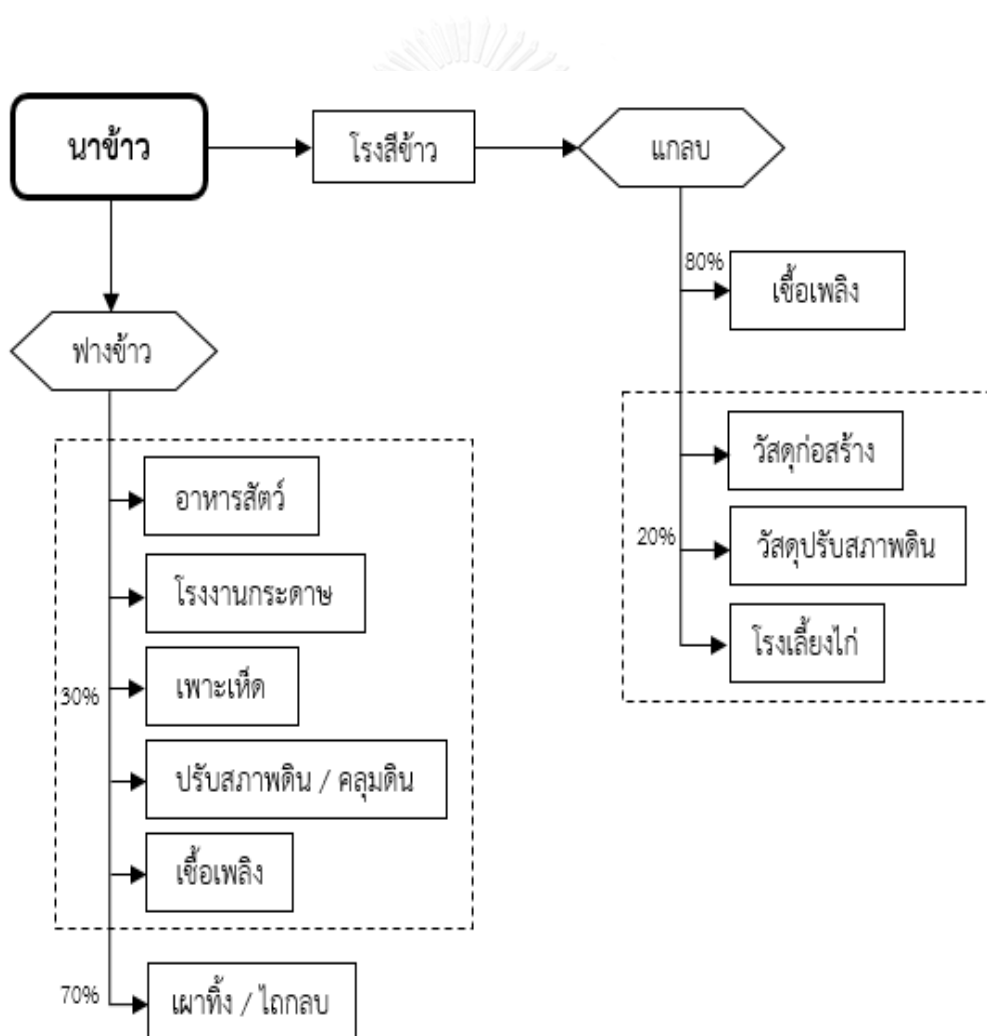 นาข้าว
โรงสีข้าว
แกลบ
80%
เชื้อเพลิง
20%
วัสดุก่อสร้าง
วัสดุปรับสภาพดิน
โรงเลี้ยงไก่
ฟางข้าว
30%
อาหารสัตว์
โรงงานกระดาษ
เพาะเห็ด
ปรับสภาพดิน / คลุมดิน
เชื้อเพลิง
70%
เผาทิ้ง / ไถกลบ